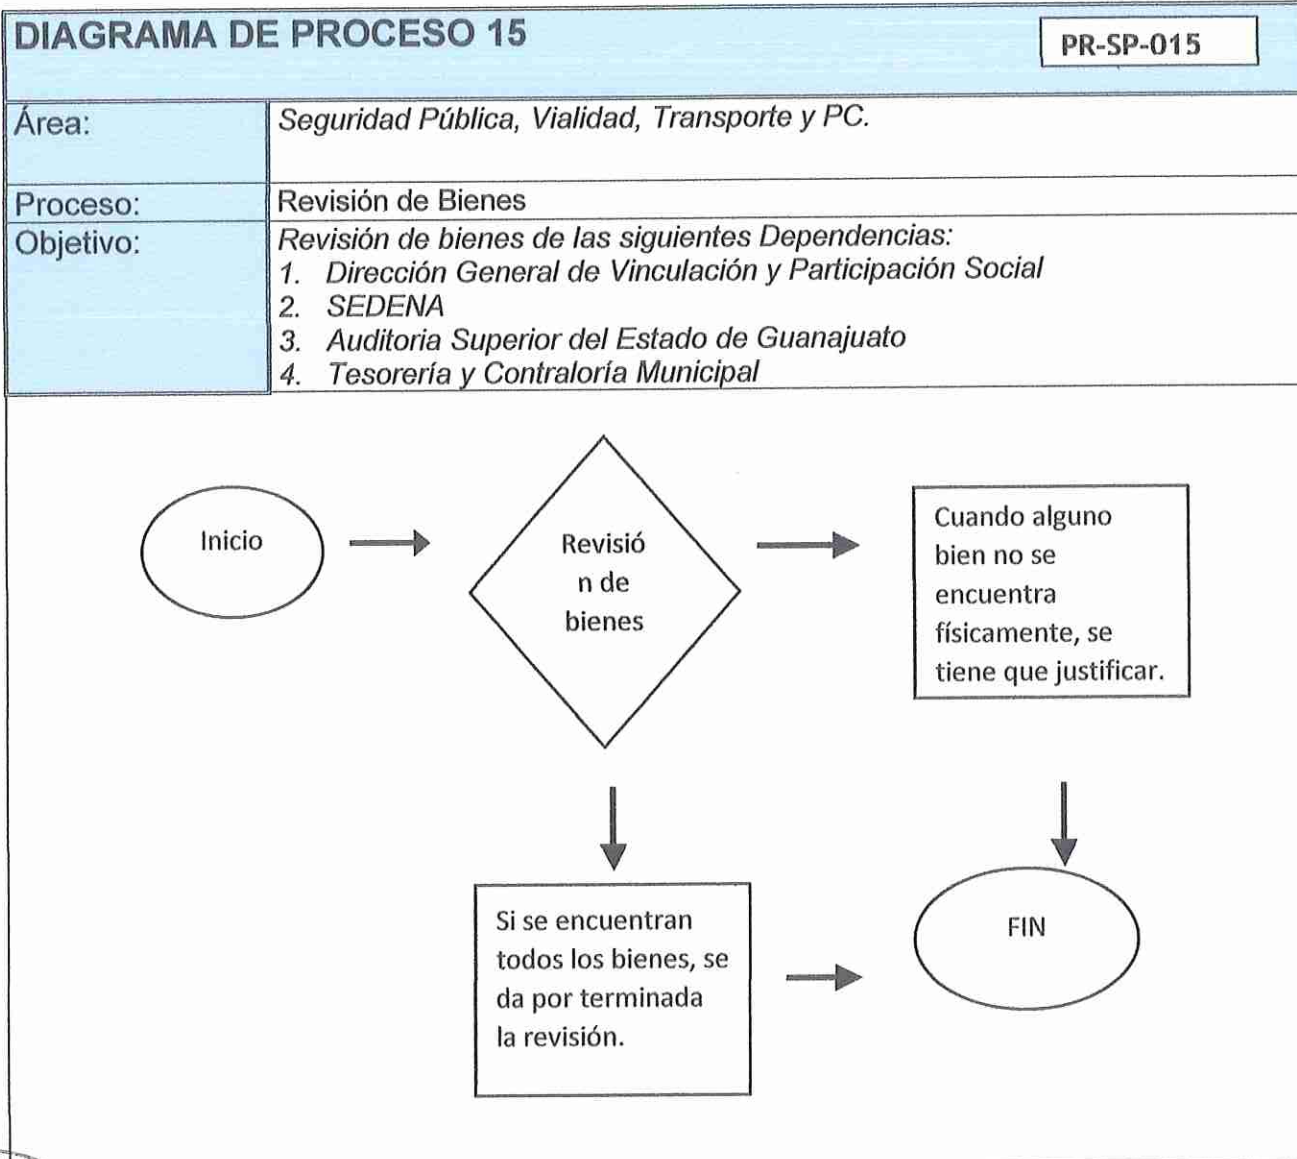 DIAGRAMA DE PROCESO 15
PR-SP-015
Área:
Seguridad Pública, Vialidad, Transporte y PC.
Proceso:
Revisión de Bienes
Objetivo:
Revisión de bienes de las siguientes Dependencias:
1. Dirección General de Vinculación y Participación Social
2. SEDENA
3. Auditoria Superior del Estado de Guanajuato
4. Tesorería y Contraloría Municipal
Inicio
Revisió
n de
bienes
Cuando alguno
bien no se
encuentra
físicamente, se
tiene que justificar.
Si se encuentran
todos los bienes, se
da por terminada
la revisión.
FIN